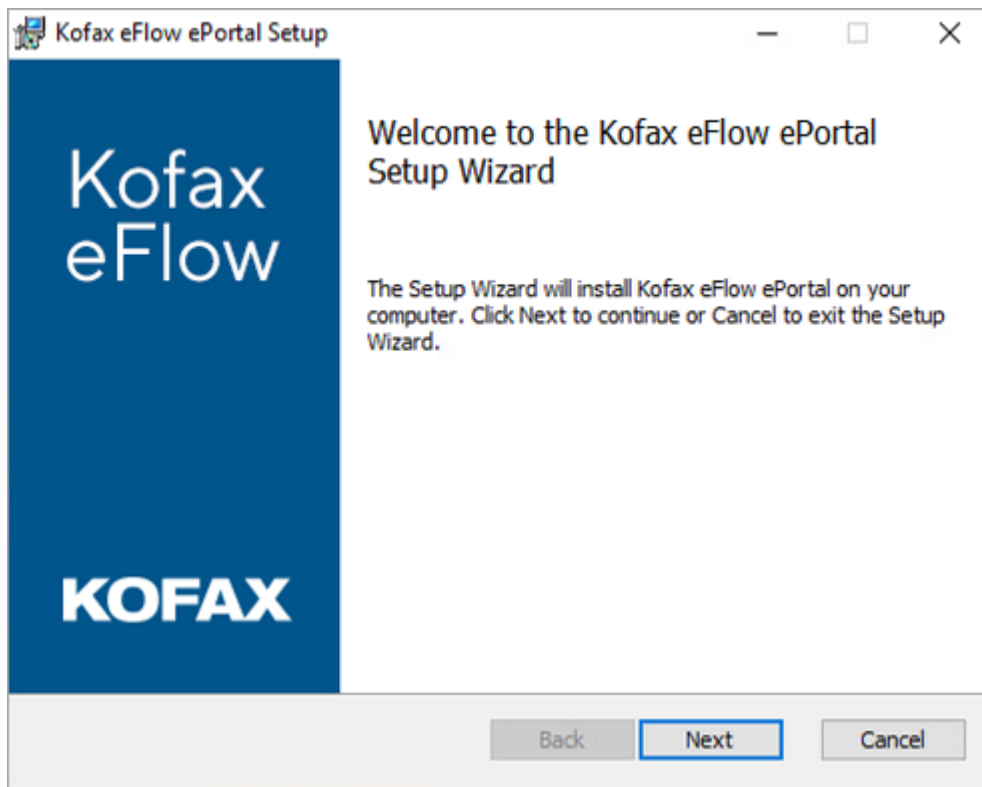 Kofax eFlow ePortal Setup
Kofax
eFlow
KOFAX
Welcome to the Kofax eFlow ePortal
Setup Wizard
The Setup Wizard will install Kofax eFlow ePortal on your
computer. Click Next to continue or Cancel to exit the Setup
Wizard.
Back Next Cancel